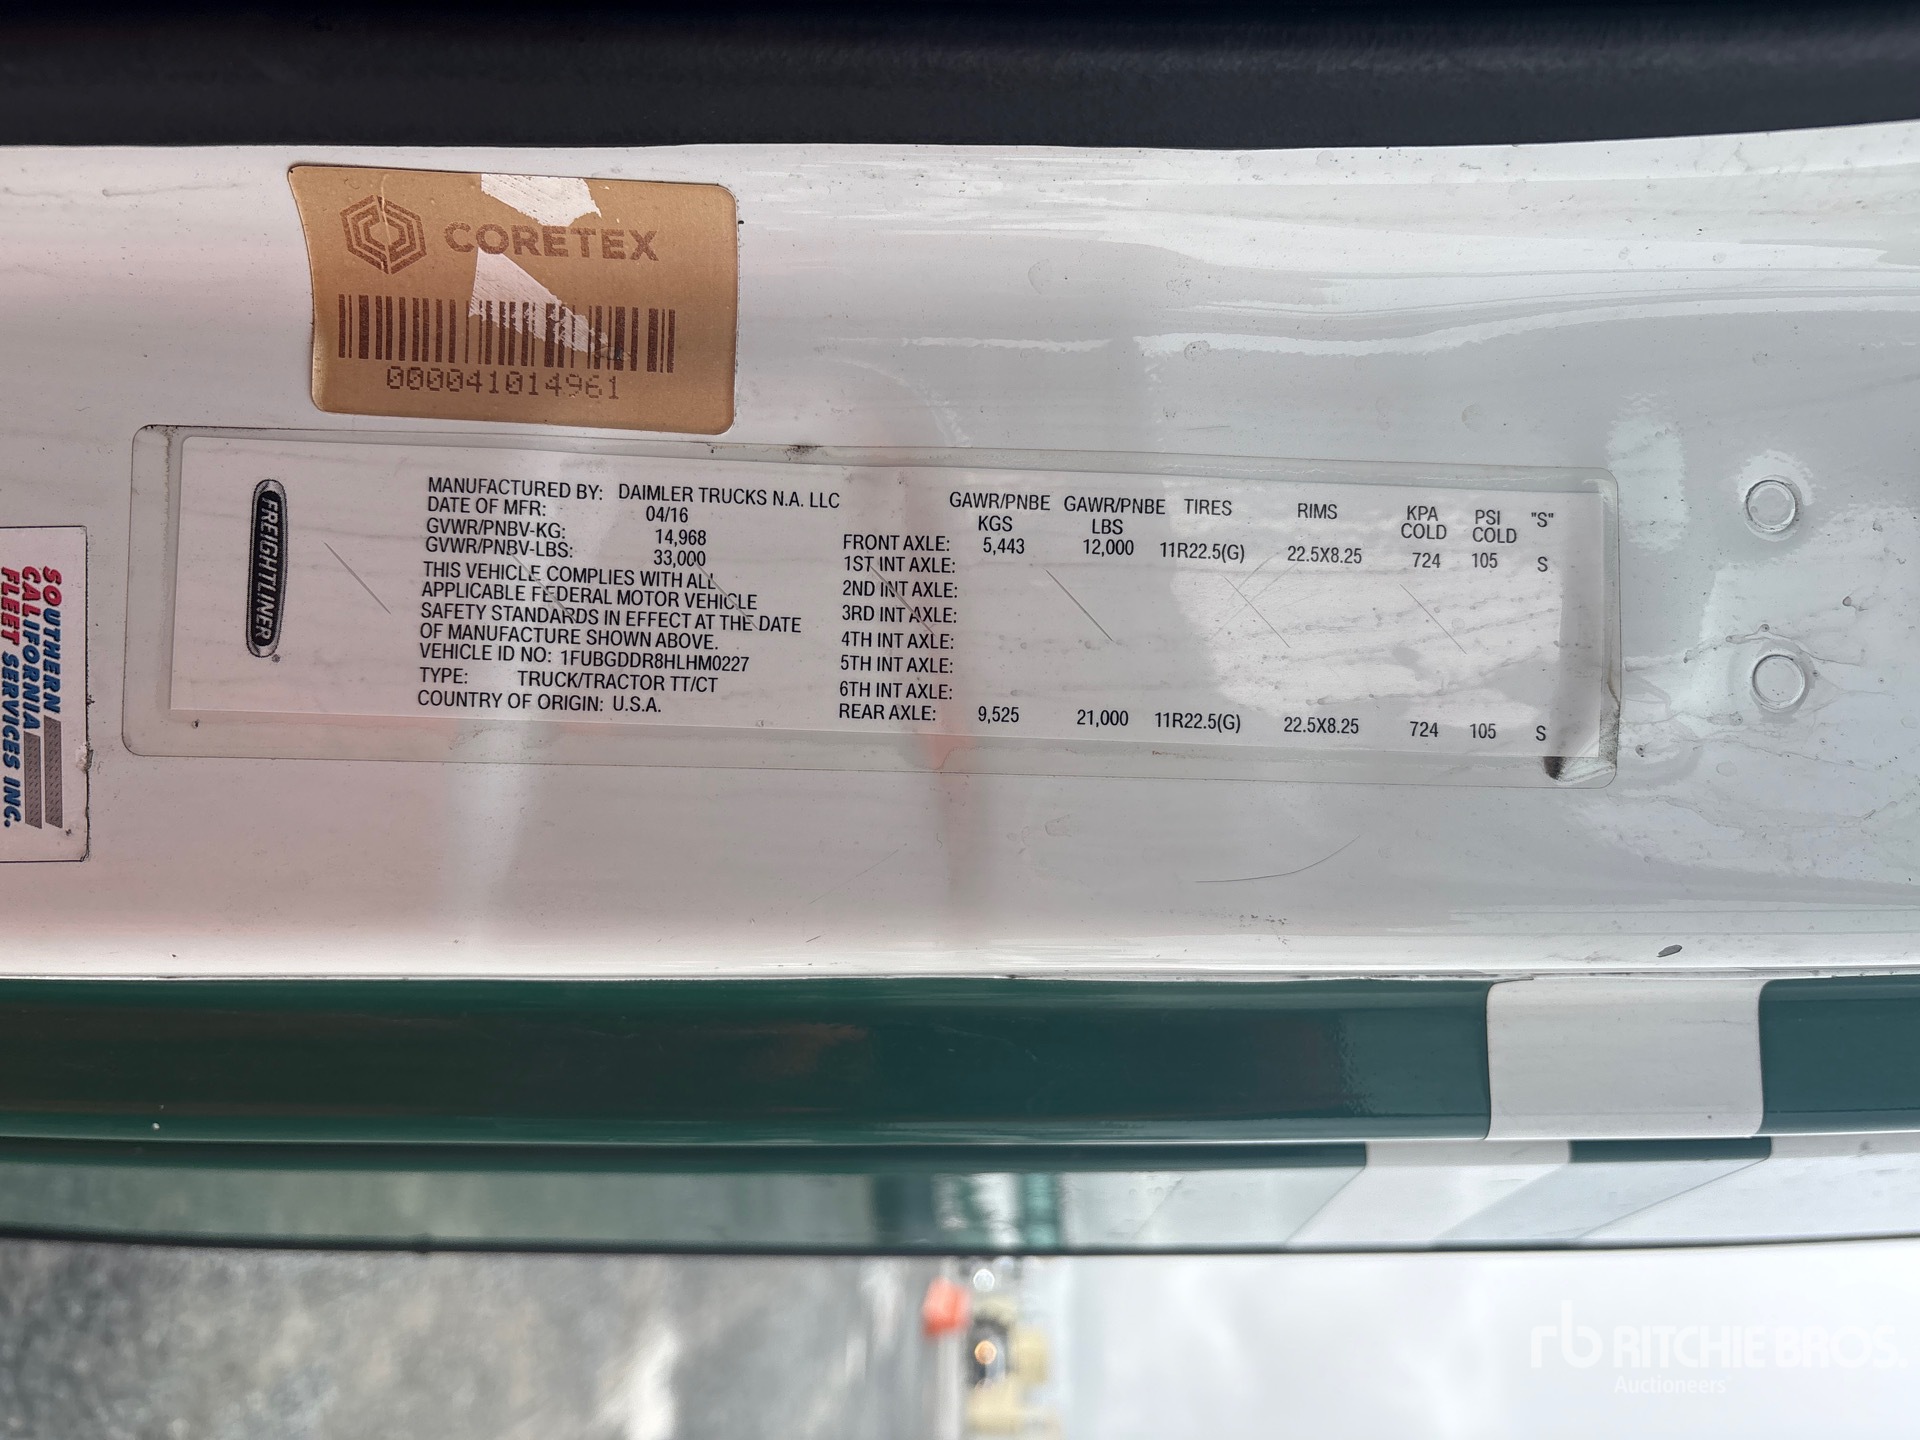 CORETEX
000041014961
FREIGHTLINER
MANUFACTURED BY: DAIMLER TRUCKS N.A. LLC
DATE OF MFR: 04/16
GVWR/PNBV-KG: 14,968
GVWR/PNBV-LBS: 33,000
THIS VEHICLE COMPLIES WITH ALL
APPLICABLE FEDERAL MOTOR VEHICLE
SAFETY STANDARDS IN EFFECT AT THE DATE
OF MANUFACTURE SHOWN ABOVE.
VEHICLE ID NO: 1FUBGDDR8HLHM0227
TYPE: TRUCK/TRACTOR TT/CT
COUNTRY OF ORIGIN: U.S.A.
GAWR/PNBE GAWR/PNBE TIRES RIMS KPA PSI "S"
KGS LBS COLD COLD
FRONT AXLE: 5,443 12,000 11R22.5(G) 22.5X8.25 724 105 S
1ST INT AXLE:
2ND INT AXLE:
3RD INT AXLE:
4TH INT AXLE:
5TH INT AXLE:
6TH INT AXLE:
REAR AXLE: 9,525 21,000 11R22.5(G) 22.5X8.25 724 105 S
SOUTHERN
CALIFORNIA
FLEET SERVICES INC.
rb RITCHIE BROS.
Auctioneers